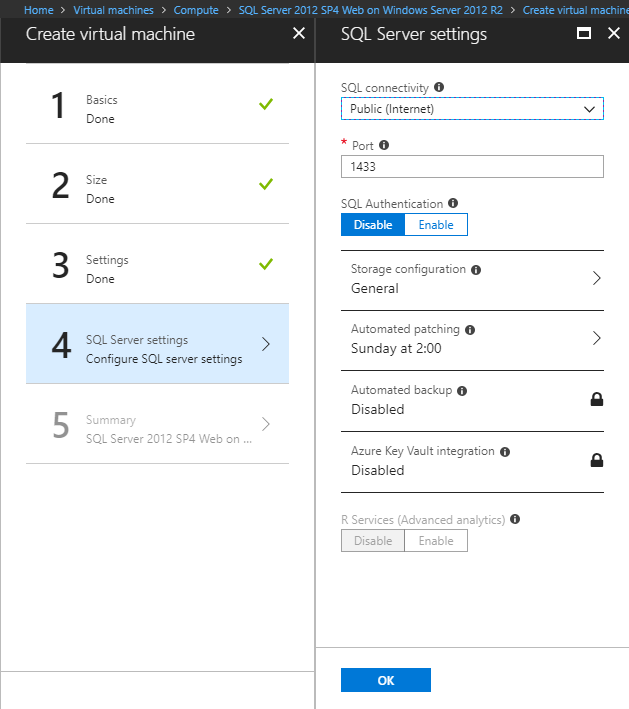 Home > Virtual machines > Compute > SQL Server 2012 SP4 Web on Windows Server 2012 R2 > Create virtual machine
Create virtual machine
1
Basics
Done
2
Size
Done
3
Settings
Done
4
SQL Server settings
Configure SQL server settings
5
Summary
SQL Server 2012 SP4 Web on ...
SQL Server settings
SQL connectivity
Public (Internet)
* Port
1433
SQL Authentication
Disable Enable
Storage configuration
General
Automated patching
Sunday at 2:00
Automated backup
Disabled
Azure Key Vault integration
Disabled
R Services (Advanced analytics)
Disable Enable
OK